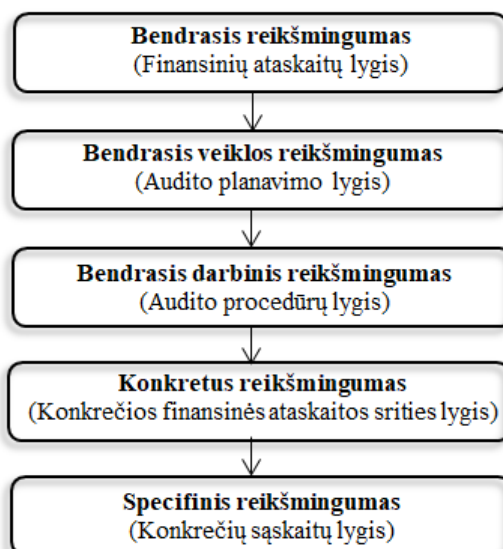 Bendrasis reikšmingumas
(Finansinių ataskaitų lygis)
Bendrasis veiklos reikšmingumas
(Audito planavimo lygis)
Bendrasis darbinis reikšmingumas
(Audito procedūrų lygis)
Konkretus reikšmingumas
(Konkrečios finansinės ataskaitos srities lygis)
Specifinis reikšmingumas
(Konkrečių sąskaitų lygis)